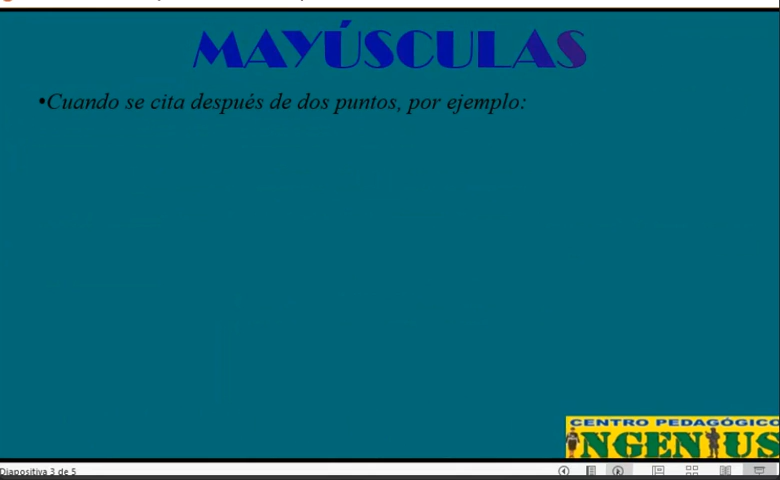 MAYÚSCULAS
•Cuando se cita después de dos puntos, por ejemplo:
CENTRO PEDAGÓGICO
INGENIUS
Diapositiva 3 de 5